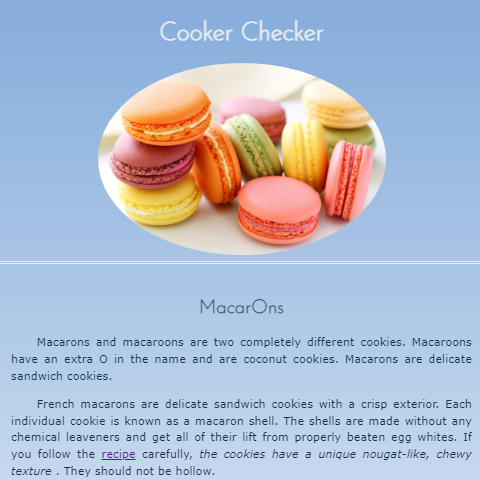 Cooker Checker
MacarOns
Macarons and macaroons are two completely different cookies. Macaroons
have an extra O in the name and are coconut cookies. Macarons are delicate
sandwich cookies.
French macarons are delicate sandwich cookies with a crisp exterior. Each
individual cookie is known as a macaron shell. The shells are made without any
chemical leaveners and get all of their lift from properly beaten egg whites. If
you follow the recipe carefully, the cookies have a unique nougat-like, chewy
texture . They should not be hollow.